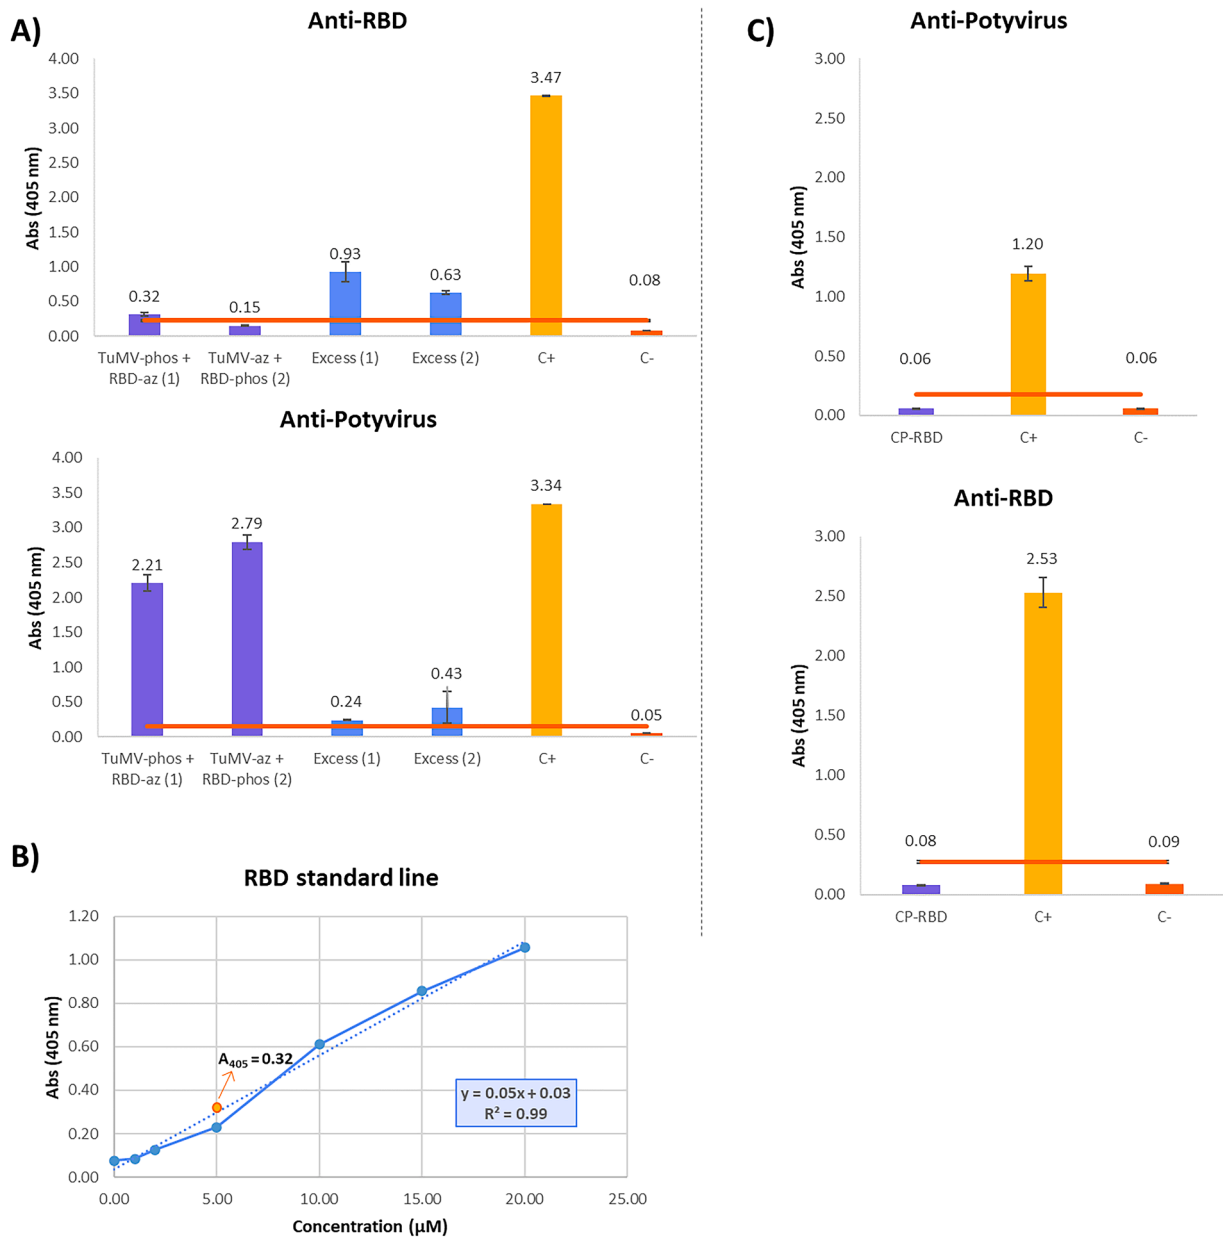 A)
Anti-RBD
Abs (405 nm)
4.00
3.50
3.00
2.50
2.00
1.50
1.00
0.50
0.00
0.32
0.15
0.93
0.63
3.47
0.08
TuMV-phos + RBD-az (1)
TuMV-az + RBD-phos (2)
Excess (1)
Excess (2)
C+
C-
Anti-Potyvirus
Abs (405 nm)
4.00
3.50
3.00
2.50
2.00
1.50
1.00
0.50
0.00
2.21
2.79
0.24
0.43
3.34
0.05
TuMV-phos + RBD-az (1)
TuMV-az + RBD-phos (2)
Excess (1)
Excess (2)
C+
C-
B)
RBD standard line
Abs (405 nm)
1.20
1.00
0.80
0.60
0.40
0.20
0.00
A405 = 0.32
y = 0.05x + 0.03
R² = 0.99
0.00
5.00
10.00
15.00
20.00
25.00
Concentration (µM)
C)
Anti-Potyvirus
Abs (405 nm)
3.00
2.50
2.00
1.50
1.00
0.50
0.00
0.06
1.20
0.06
CP-RBD
C+
C-
Anti-RBD
Abs (405 nm)
3.00
2.50
2.00
1.50
1.00
0.50
0.00
0.08
2.53
0.09
CP-RBD
C+
C-